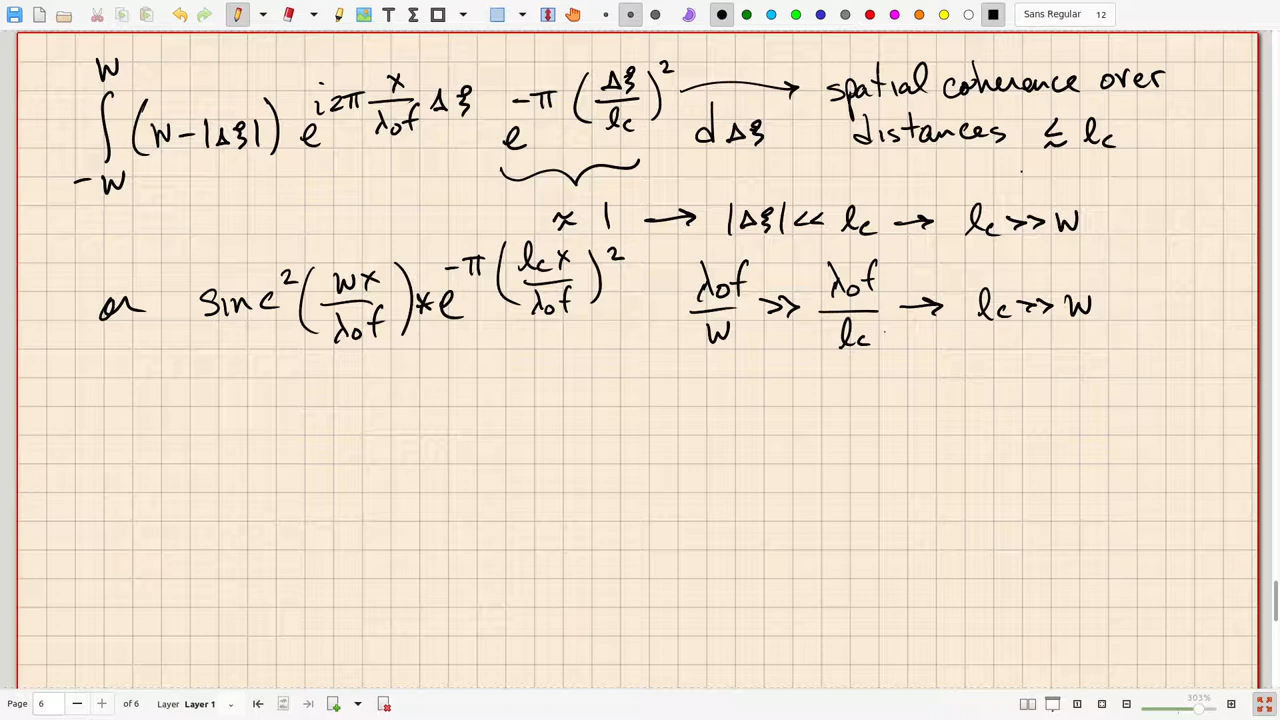 Sans Regular 12
∫_{-W}^{W} (W-|Δξ|) e^{i2π x/(λ₀f) Δξ} e^{-π (Δξ/l_c)²} dΔξ → spatial coherence over
distances ≲ l_c
≈ 1 → |Δξ| << l_c → l_c >> W
or sinc² (Wx/(λ₀f)) * e^{-π (l_c x/(λ₀f))²} λ₀f/W >> λ₀f/l_c → l_c >> W
Page 6 of 6 Layer Layer 1 303%